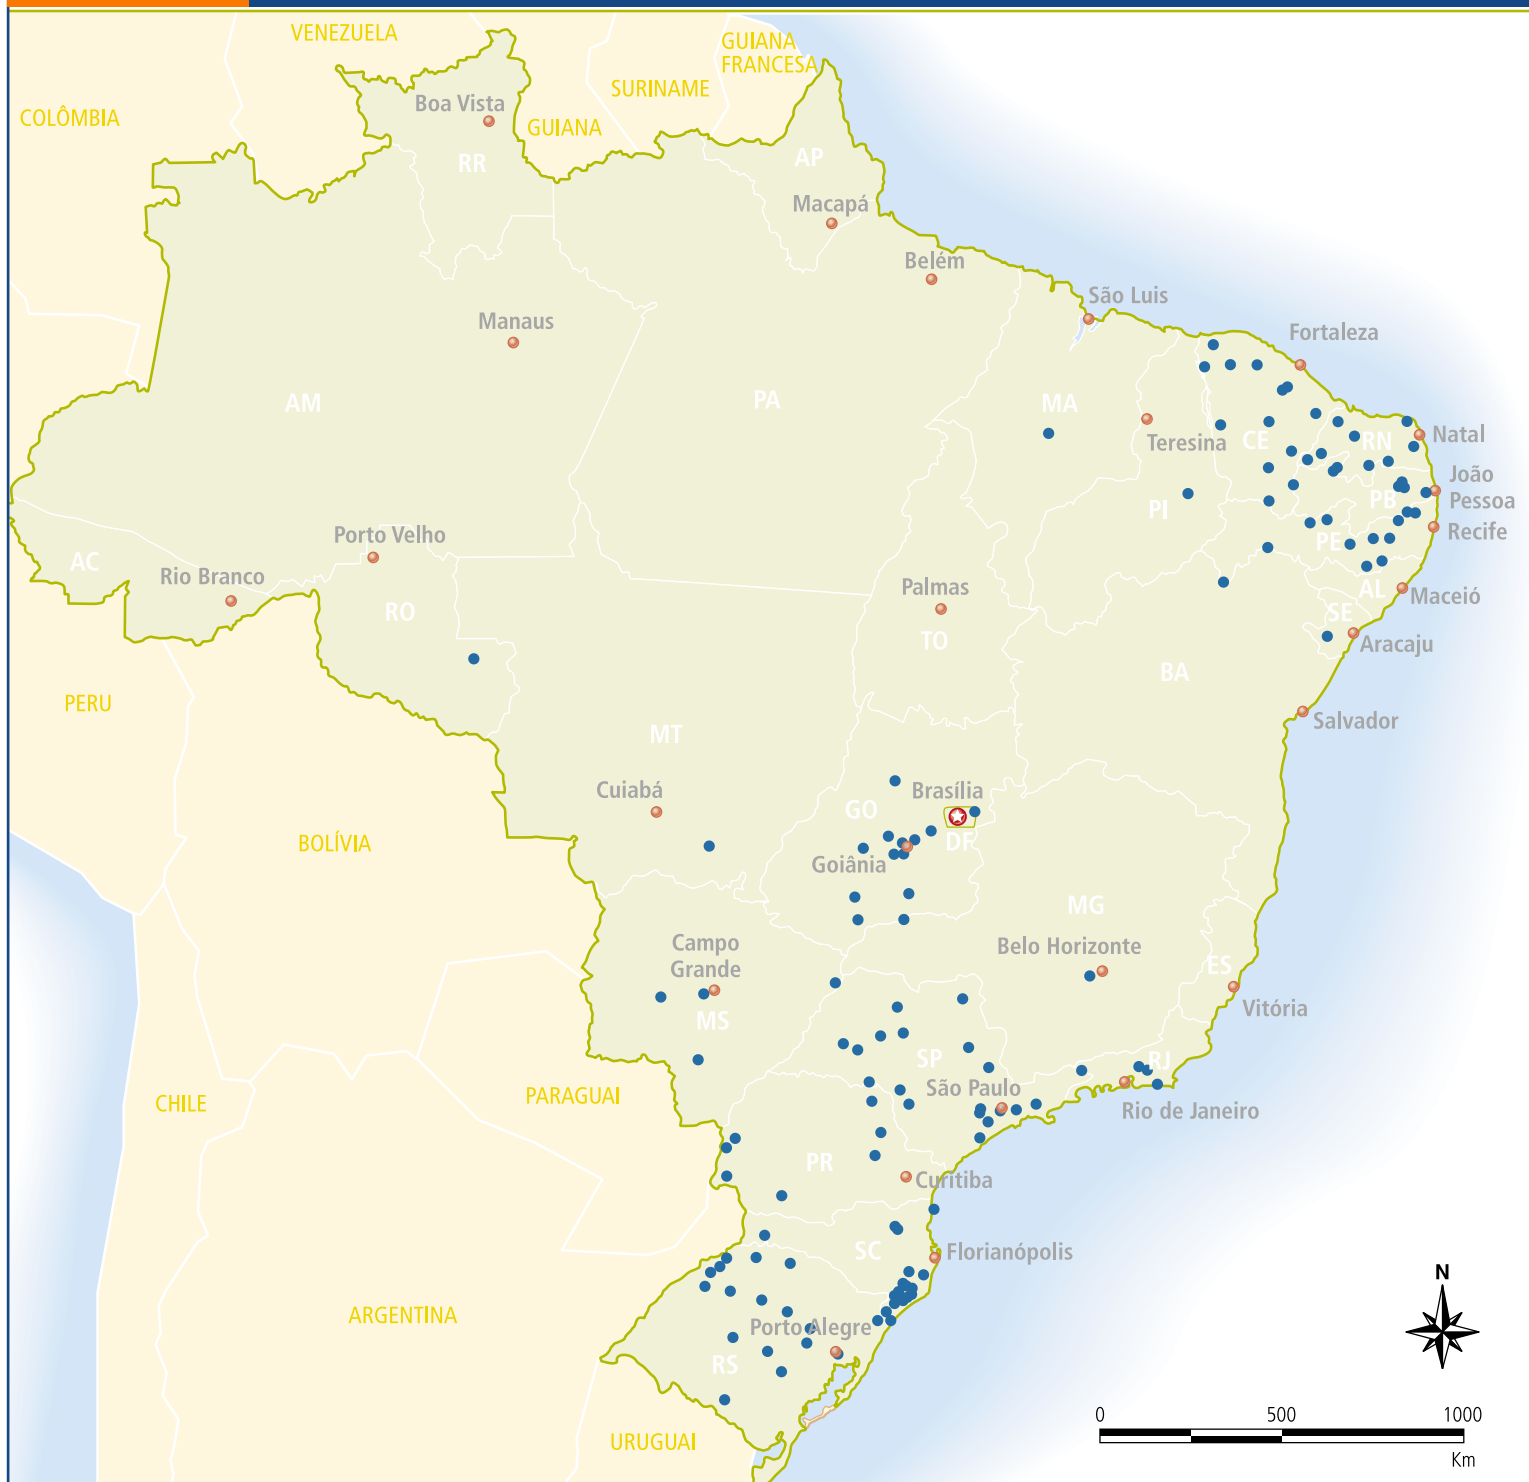 VENEZUELA
GUIANA
FRANCESA
SURINAME
COLÔMBIA
Boa Vista
GUIANA
RR
AP
Macapá
Belém
São Luis
Manaus
Fortaleza
AM
PA
MA
Teresina
CE
RN
Natal
João
Pessoa
PB
PI
Recife
PE
Porto Velho
AC
Rio Branco
Palmas
AL
Maceió
RO
SE
TO
Aracaju
BA
PERU
Salvador
MT
Cuiabá
Brasília
GO
DF
BOLÍVIA
Goiânia
MG
Campo
Grande
Belo Horizonte
ES
Vitória
MS
SP
RJ
CHILE
PARAGUAI
São Paulo
Rio de Janeiro
PR
Curitiba
SC
Florianópolis
N
ARGENTINA
Porto Alegre
RS
0 500 1000
URUGUAI
Km